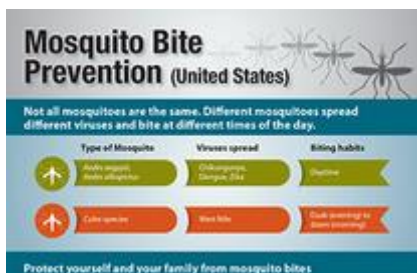 Mosquito Bite
Prevention (United States)
Not all mosquitoes are the same. Different mosquitoes spread
different viruses and bite at different times of the day.
Type of Mosquito Viruses spread Biting habits
Aedes aegypti, Chikungunya,
Aedes albopictus Dengue, Zika
Daytime
Culex species West Nile
Dusk (evening) to
dawn (morning)
Protect yourself and your family from mosquito bites